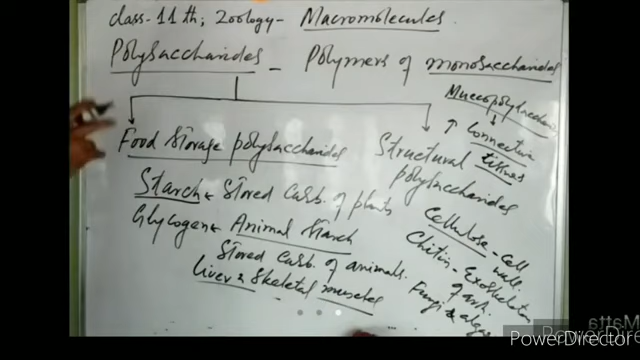 class-11th; Zoology- Macromolecules.
Polysaccharides - Polymers of monosaccharides
Mucopolysaccharides
↑ Connective tissues
Food Storage polysaccharides
Starch & Stored Carb. of plants
Glycogen & Animal Starch
Stored Carb. of animals.
Liver & Skeletal muscles
Structural
polysaccharides
Cellulose - Cell
wall.
Chitin - Exoskeleton
of
Fungi & algae
PowerDirector